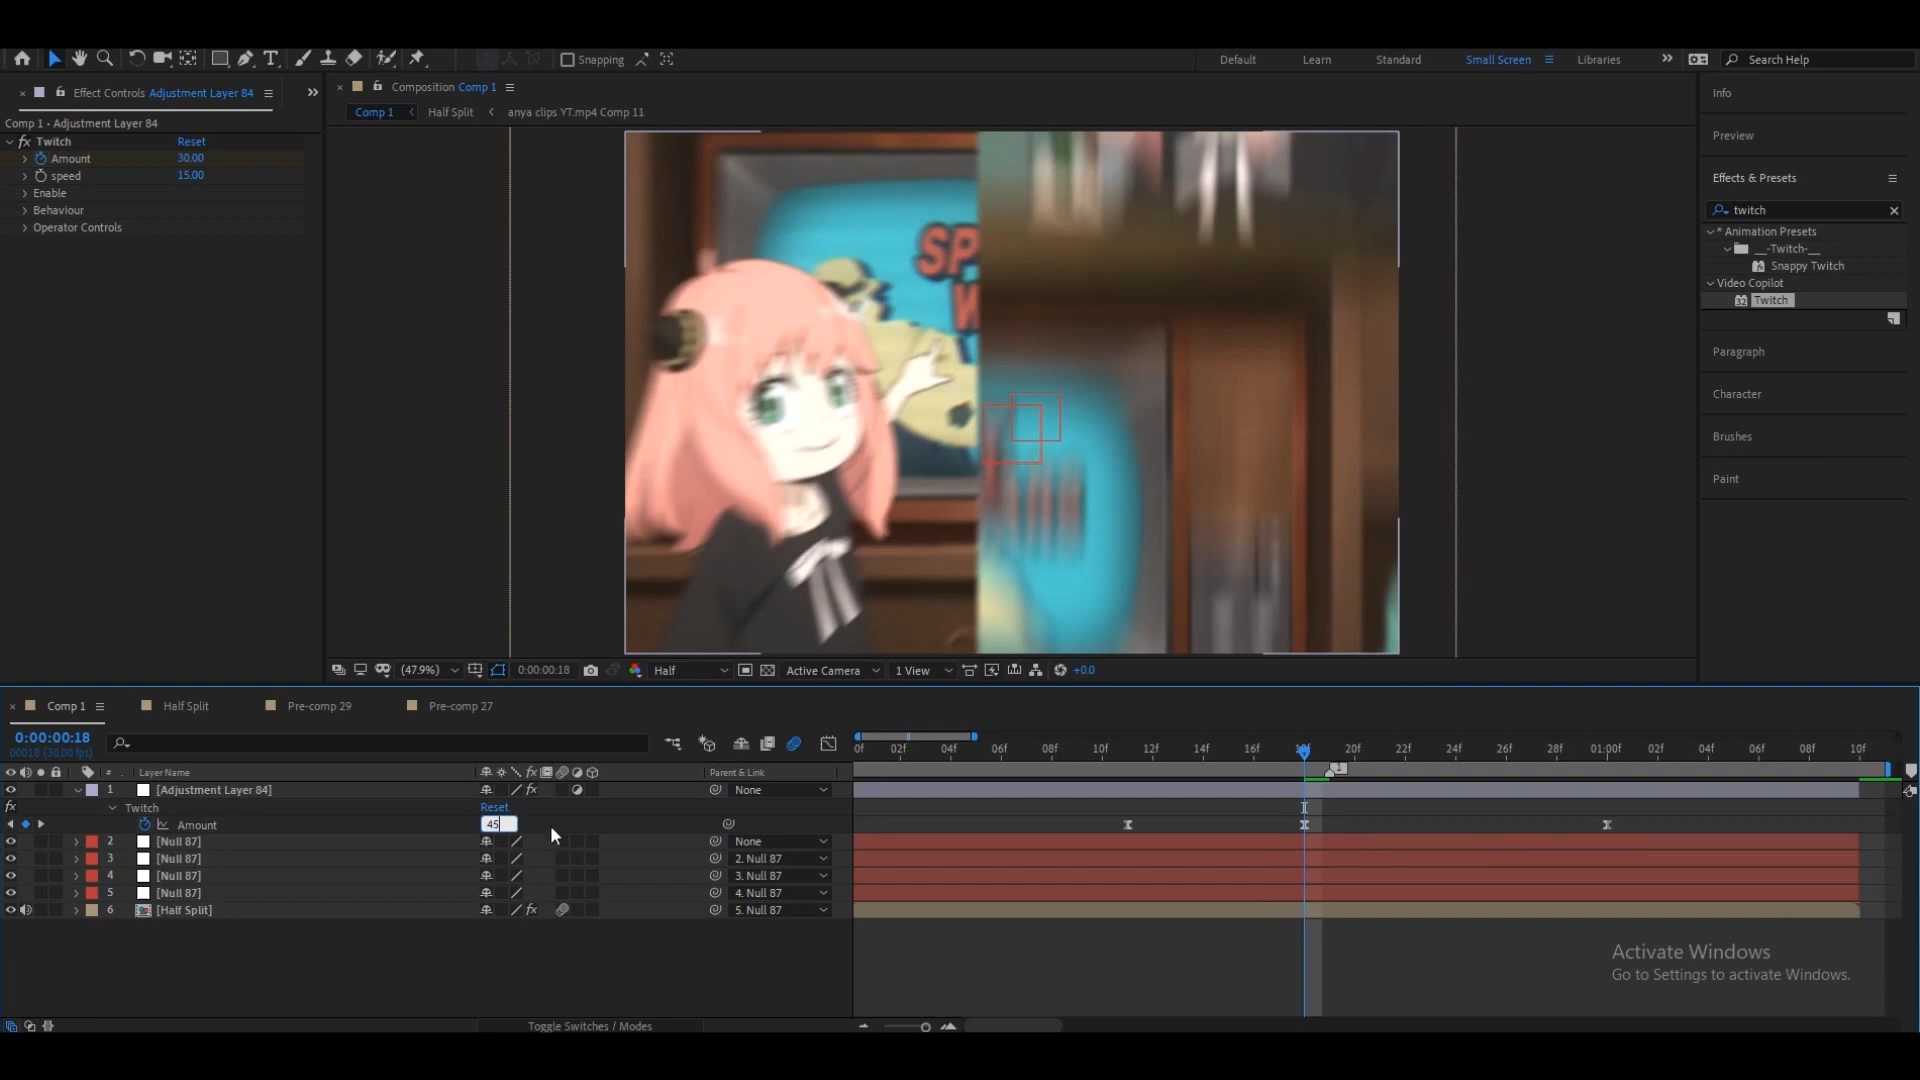 Snapping
Default
Learn
Standard
Small Screen
Libraries
Search Help
Effect Controls Adjustment Layer 84
Comp 1 - Adjustment Layer 84
fx Twitch Reset
Amount 30.00
speed 15.00
Enable
Behaviour
Operator Controls
Composition Comp 1
Comp 1 Half Split anya clips YT.mp4 Comp 11
SP
W
(47.9%) 0:00:00:18 Half Active Camera 1 View +0.0
Info
Preview
Effects & Presets
twitch
* Animation Presets
__-Twitch-__
Snappy Twitch
Video Copilot
Twitch
Paragraph
Character
Brushes
Paint
Comp 1 Half Split Pre-comp 29 Pre-comp 27
0:00:00:18
00018 (30.00 fps)
0f 02f 04f 06f 08f 10f 12f 14f 16f 18f 20f 22f 24f 26f 28f 01:00f 02f 04f 06f 08f 10f
1
# Layer Name fx Parent & Link
1 [Adjustment Layer 84] fx None
fx Twitch Reset
Amount 45
2 [Null 87] None
3 [Null 87] 2. Null 87
4 [Null 87] 3. Null 87
5 [Null 87] 4. Null 87
6 [Half Split] fx 5. Null 87
Activate Windows
Go to Settings to activate Windows.
Toggle Switches / Modes